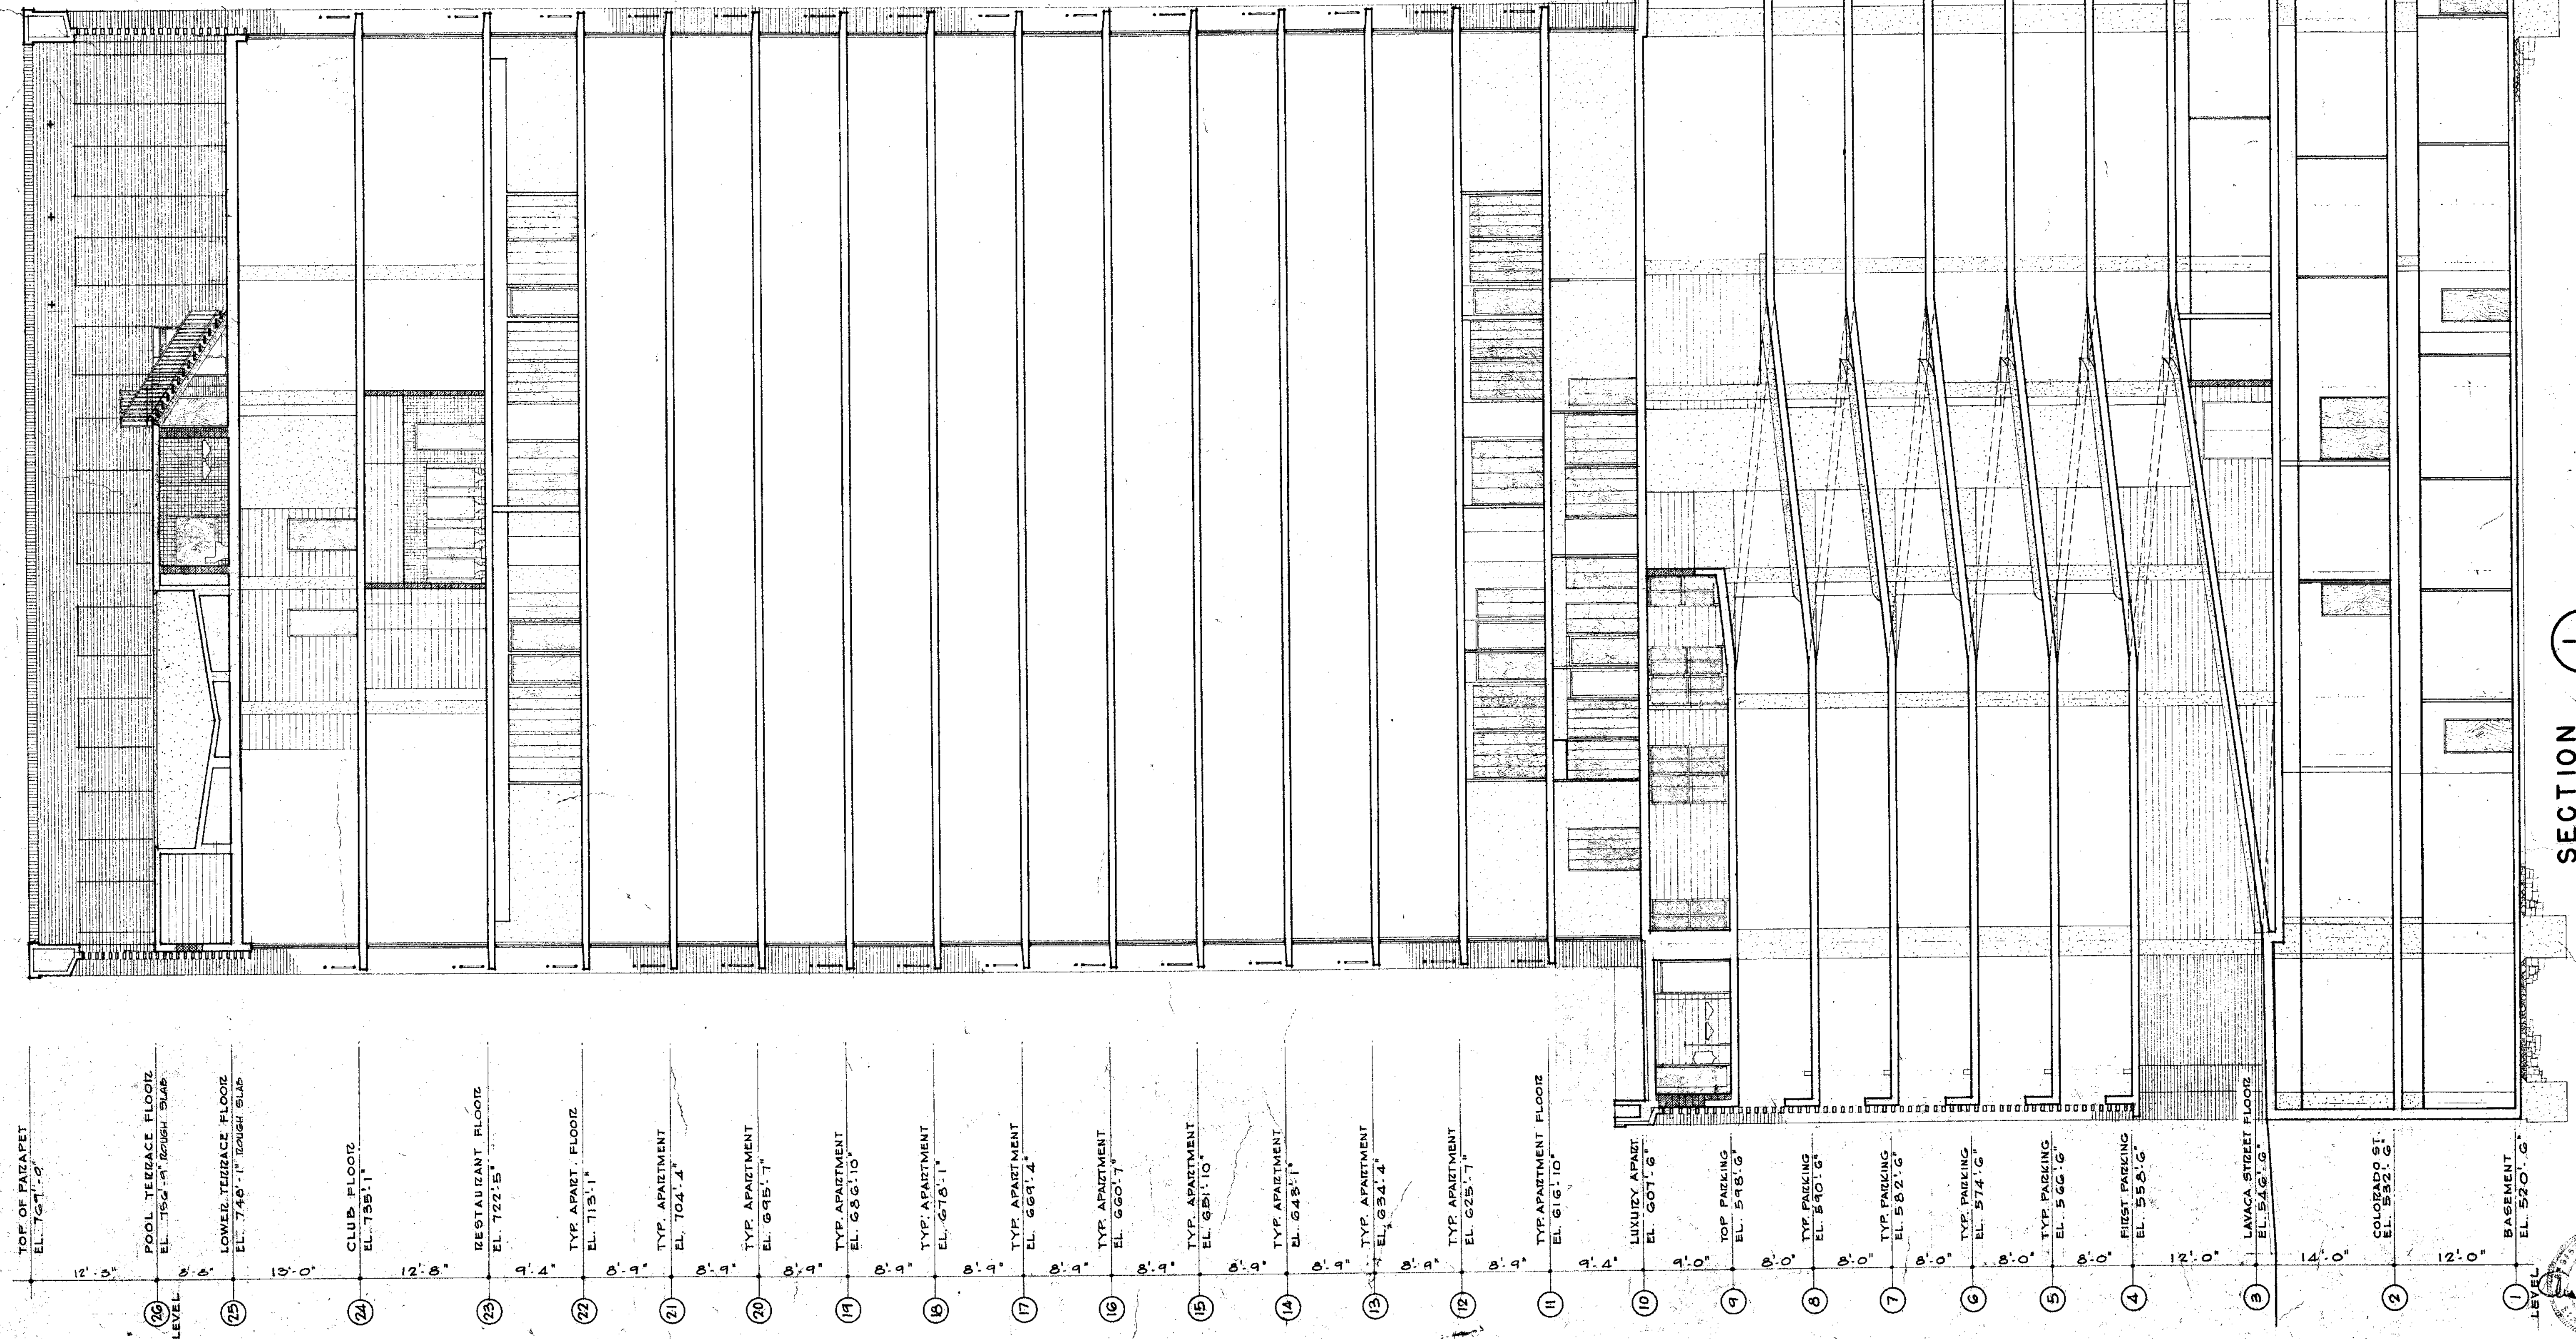 TOP OF PARAPET
EL. 769'-9"
12'-3"
POOL TERRACE FLOOR
EL. 756'-9" ROUGH SLAB
26
LEVEL
8'-8"
LOWER TERRACE FLOOR
EL. 748'-1" ROUGH SLAB
25
13'-0"
CLUB FLOOR
EL. 735'-1"
24
12'-8"
RESTAURANT FLOOR
EL. 722'-5"
23
9'-4"
TYP. APART. FLOOR
EL. 713'-1"
22
8'-9"
TYP. APARTMENT
EL. 704'-4"
21
8'-9"
TYP. APARTMENT
EL. 695'-7"
20
8'-9"
TYP. APARTMENT
EL. 686'-10"
19
8'-9"
TYP. APARTMENT
EL. 678'-1"
18
8'-9"
TYP. APARTMENT
EL. 669'-4"
17
8'-9"
TYP. APARTMENT
EL. 660'-7"
16
8'-9"
TYP. APARTMENT
EL. 651'-10"
15
8'-9"
TYP. APARTMENT
EL. 643'-1"
14
8'-9"
TYP. APARTMENT
EL. 634'-4"
13
8'-9"
TYP. APARTMENT
EL. 625'-7"
12
8'-9"
TYP. APARTMENT FLOOR
EL. 616'-10"
11
9'-4"
LUXURY APART.
EL. 607'-6"
10
9'-0"
TOP PARKING
EL. 598'-6"
9
8'-0"
TYP. PARKING
EL. 590'-6"
8
8'-0"
TYP. PARKING
EL. 582'-6"
7
8'-0"
TYP. PARKING
EL. 574'-6"
6
8'-0"
TYP. PARKING
EL. 566'-6"
5
8'-0"
FIRST PARKING
EL. 558'-6"
4
12'-0"
LAVACA STREET FLOOR
EL. 546'-6"
3
14'-0"
COLORADO ST.
EL. 532'-6"
2
12'-0"
BASEMENT
EL. 520'-6"
1
LEVEL
SECTION 1